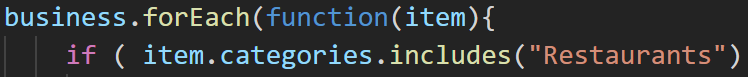 business.forEach(function(item){
if ( item.categories.includes("Restaurants")